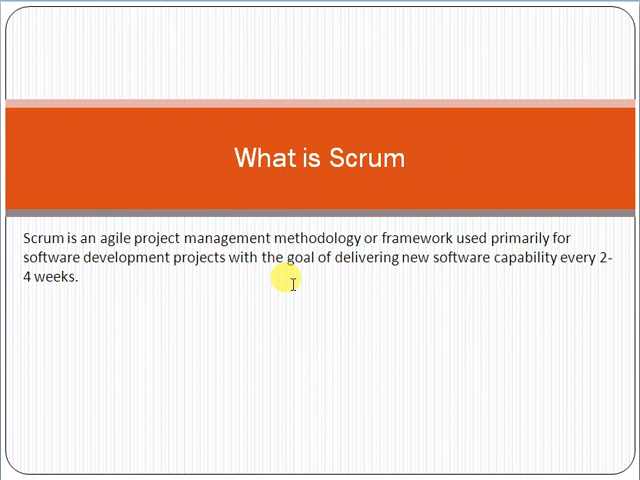 What is Scrum
Scrum is an agile project management methodology or framework used primarily for
software development projects with the goal of delivering new software capability every 2-
4 weeks.